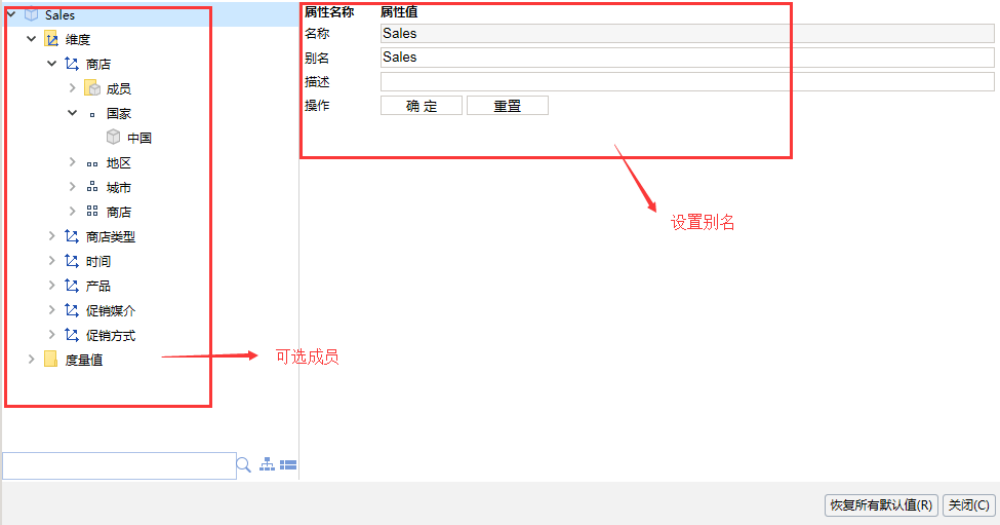 Sales
维度
商店
成员
国家
中国
地区
城市
商店
商店类型
时间
产品
促销媒介
促销方式
度量值
可选成员
属性名称 属性值
名称 Sales
别名 Sales
描述
操作 确 定 重置
设置别名
恢复所有默认值(R) 关闭(C)